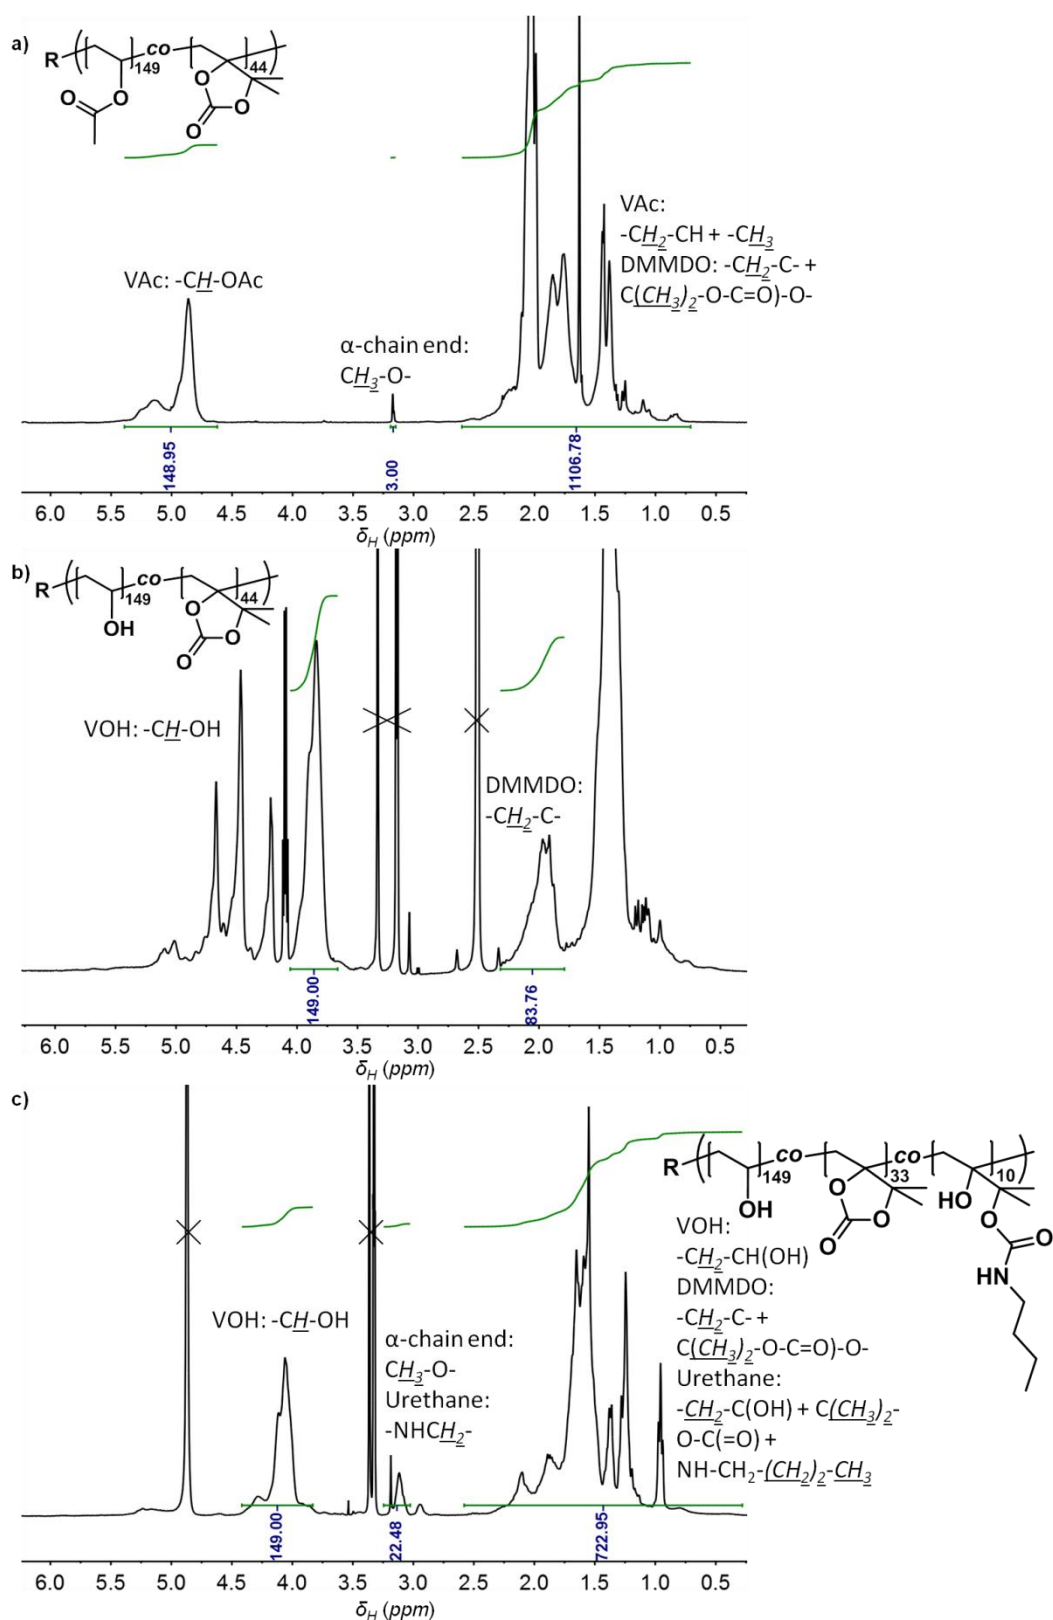 a)
R
co
149
44
O
O
O
O
O
VAc: -CH-OAc
α-chain end:
CH3-O-
VAc:
-CH2-CH + -CH3
DMMDO: -CH2-C- +
C(CH3)2-O-C=O)-O-
148.95
3.00
1106.78
6.0 5.5 5.0 4.5 4.0 3.5 3.0 2.5 2.0 1.5 1.0 0.5
δH (ppm)
b)
R
co
149
44
OH
O
O
O
VOH: -CH-OH
DMMDO:
-CH2-C-
149.00
83.76
6.0 5.5 5.0 4.5 4.0 3.5 3.0 2.5 2.0 1.5 1.0 0.5
δH (ppm)
c)
R
co
co
149
33
10
OH
O
O
O
HO
O
O
HN
VOH: -CH-OH
α-chain end:
CH3-O-
Urethane:
-NHCH2-
VOH:
-CH2-CH(OH)
DMMDO:
-CH2-C- +
C(CH3)2-O-C=O)-O-
Urethane:
-CH2-C(OH) + C(CH3)2-
O-C(=O) +
NH-CH2-(CH2)2-CH3
149.00
22.48
722.95
6.0 5.5 5.0 4.5 4.0 3.5 3.0 2.5 2.0 1.5 1.0 0.5
δH (ppm)